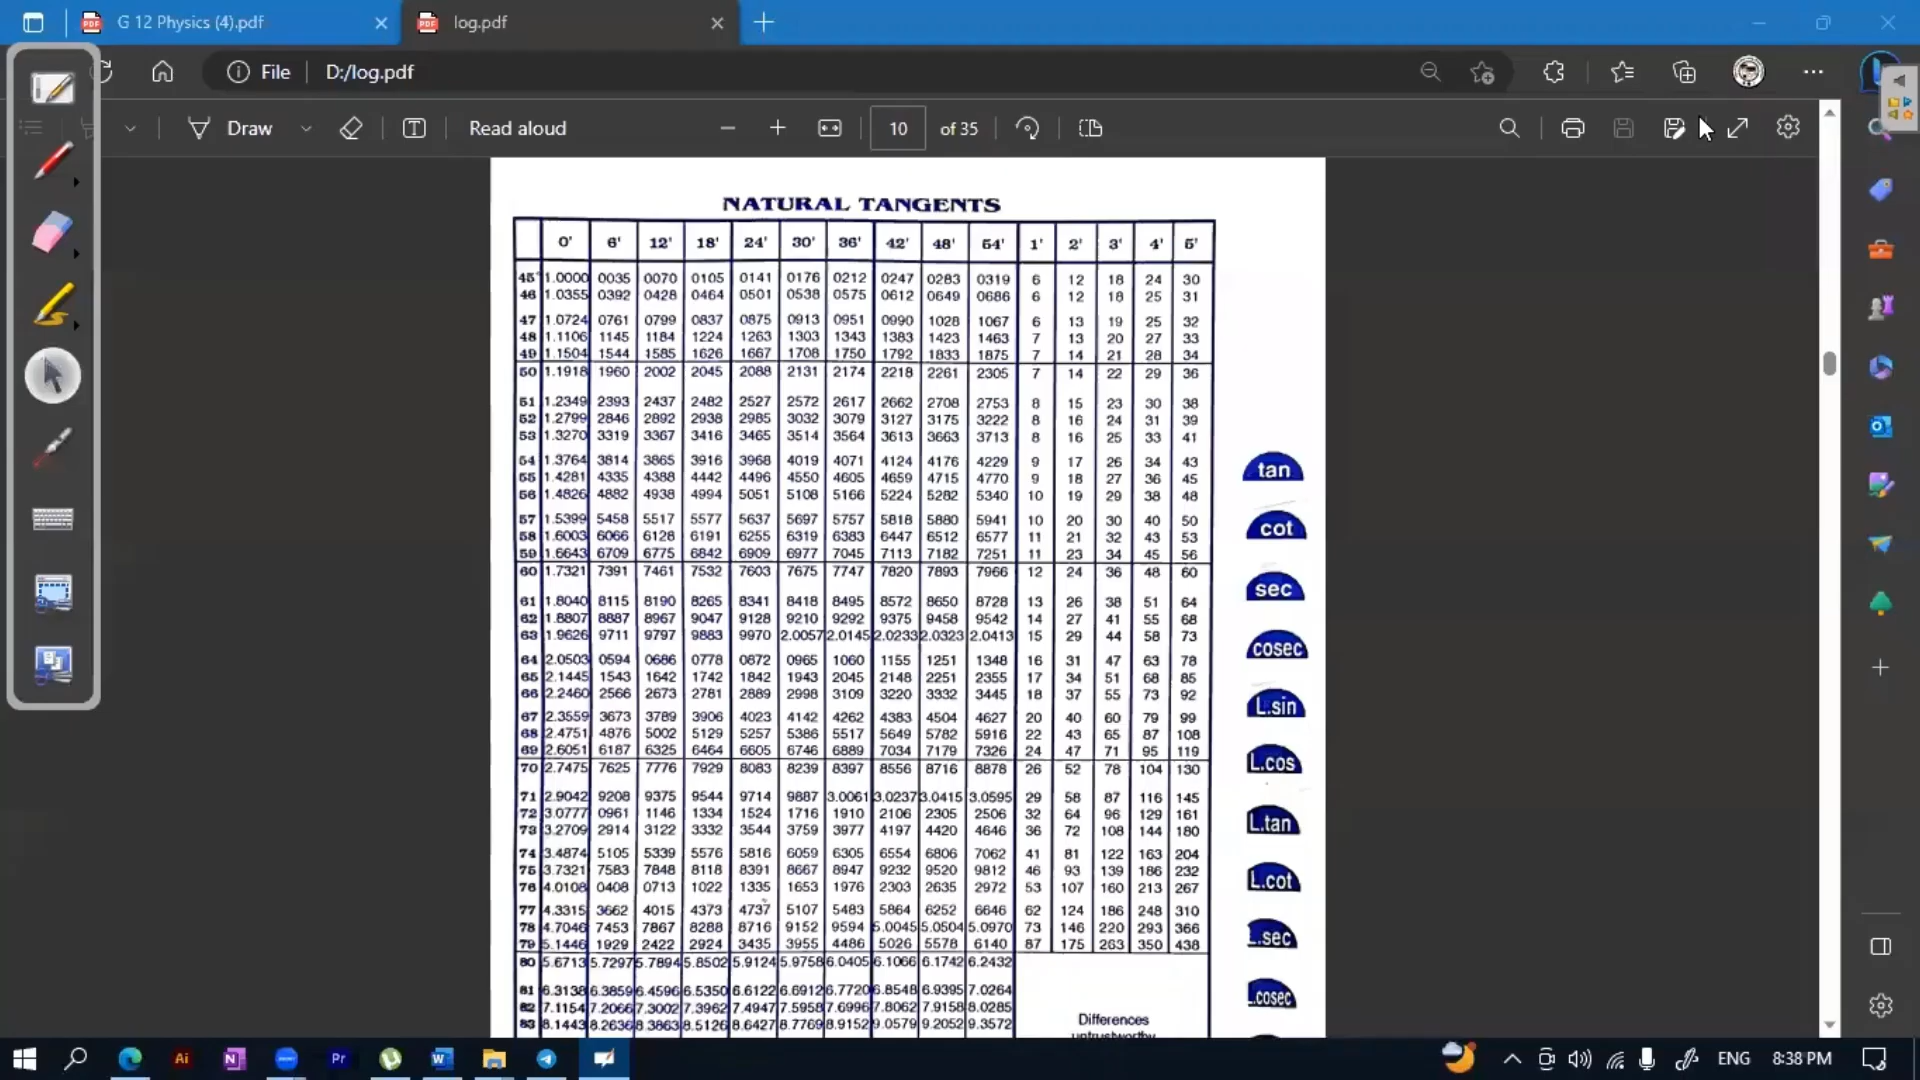 G 12 Physics (4).pdf
log.pdf
File D:/log.pdf
Draw Read aloud 10 of 35
NATURAL TANGENTS
0' 6' 12' 18' 24' 30' 36' 42' 48' 54' 1' 2' 3' 4' 5'
45° 1.0000 0035 0070 0105 0141 0176 0212 0247 0283 0319 6 12 18 24 30
46 1.0355 0392 0428 0464 0501 0538 0575 0612 0649 0686 6 12 18 25 31
47 1.0724 0761 0799 0837 0875 0913 0951 0990 1028 1067 6 13 19 25 32
48 1.1106 1145 1184 1224 1263 1303 1343 1383 1423 1463 7 13 20 27 33
49 1.1504 1544 1585 1626 1667 1708 1750 1792 1833 1875 7 14 21 28 34
50 1.1918 1960 2002 2045 2088 2131 2174 2218 2261 2305 7 14 22 29 36
51 1.2349 2393 2437 2482 2527 2572 2617 2662 2708 2753 8 15 23 30 38
52 1.2799 2846 2892 2938 2985 3032 3079 3127 3175 3222 8 16 24 31 39
53 1.3270 3319 3367 3416 3465 3514 3564 3613 3663 3713 8 16 25 33 41
54 1.3764 3814 3865 3916 3968 4019 4071 4124 4176 4229 9 17 26 34 43
55 1.4281 4335 4388 4442 4496 4550 4605 4659 4715 4770 9 18 27 36 45
56 1.4826 4882 4938 4994 5051 5108 5166 5224 5282 5340 10 19 29 38 48
57 1.5399 5458 5517 5577 5637 5697 5757 5818 5880 5941 10 20 30 40 50
58 1.6003 6066 6128 6191 6255 6319 6383 6447 6512 6577 11 21 32 43 53
59 1.6643 6709 6775 6842 6909 6977 7045 7113 7182 7251 11 23 34 45 56
60 1.7321 7391 7461 7532 7603 7675 7747 7820 7893 7966 12 24 36 48 60
61 1.8040 8115 8190 8265 8341 8418 8495 8572 8650 8728 13 26 38 51 64
62 1.8807 8887 8967 9047 9128 9210 9292 9375 9458 9542 14 27 41 55 68
63 1.9626 9711 9797 9883 9970 2.0057 2.0145 2.0233 2.0323 2.0413 15 29 44 58 73
64 2.0503 0594 0686 0778 0872 0965 1060 1155 1251 1348 16 31 47 63 78
65 2.1445 1543 1642 1742 1842 1943 2045 2148 2251 2355 17 34 51 68 85
66 2.2460 2566 2673 2781 2889 2998 3109 3220 3332 3445 18 37 55 73 92
67 2.3559 3673 3789 3906 4023 4142 4262 4383 4504 4627 20 40 60 79 99
68 2.4751 4876 5002 5129 5257 5386 5517 5649 5782 5916 22 43 65 87 108
69 2.6051 6187 6325 6464 6605 6746 6889 7034 7179 7326 24 47 71 95 119
70 2.7475 7625 7776 7929 8083 8239 8397 8556 8716 8878 26 52 78 104 130
71 2.9042 9208 9375 9544 9714 9887 3.0061 3.0237 3.0415 3.0595 29 58 87 116 145
72 3.0777 0961 1146 1334 1524 1716 1910 2106 2305 2506 32 64 96 129 161
73 3.2709 2914 3122 3332 3544 3759 3977 4197 4420 4646 36 72 108 144 180
74 3.4874 5105 5339 5576 5816 6059 6305 6554 6806 7062 41 81 122 163 204
75 3.7321 7583 7848 8118 8391 8667 8947 9232 9520 9812 46 93 139 186 232
76 4.0108 0408 0713 1022 1335 1653 1976 2303 2635 2972 53 107 160 213 267
77 4.3315 3662 4015 4373 4737 5107 5483 5864 6252 6646 62 124 186 248 310
78 4.7046 7453 7867 8288 8716 9152 9594 5.0045 5.0504 5.0970 73 146 220 293 366
79 5.1446 1929 2422 2924 3435 3955 4486 5026 5578 6140 87 175 263 350 438
80 5.6713 5.7297 5.7894 5.8502 5.9124 5.9758 6.0405 6.1066 6.1742 6.2432
81 6.3138 6.3859 6.4596 6.5350 6.6122 6.6912 6.7720 6.8548 6.9395 7.0264
82 7.1154 7.2066 7.3002 7.3962 7.4947 7.5958 7.6996 7.8062 7.9158 8.0285
83 8.1443 8.2636 8.3863 8.5126 8.6427 8.7769 8.9152 9.0579 9.2052 9.3572
Differences
untrustworthy
tan
cot
sec
cosec
L.sin
L.cos
L.tan
L.cot
L.sec
L.cosec
ENG 8:38 PM